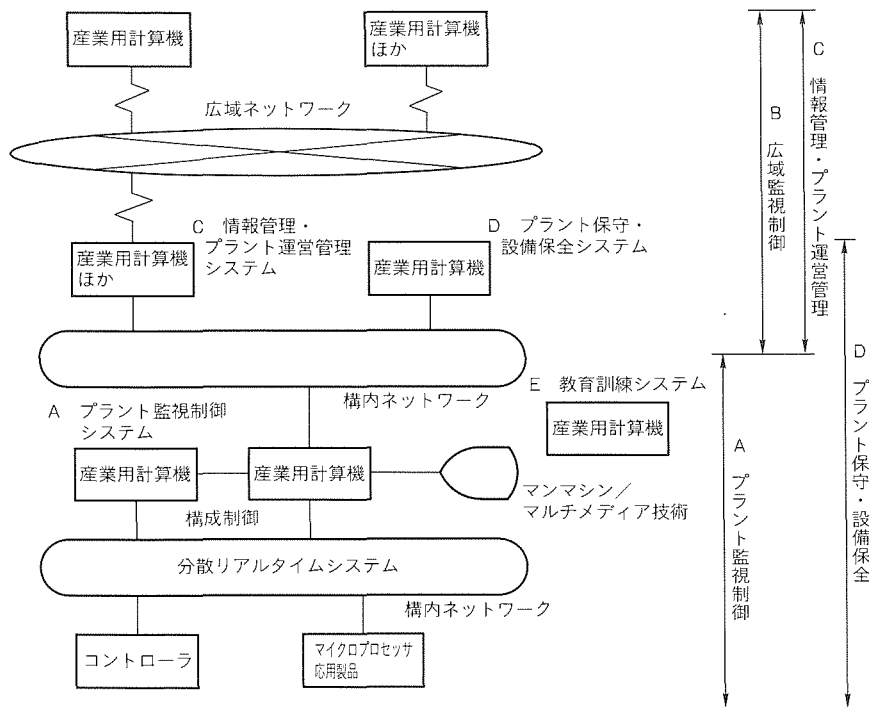 産業用計算機
産業用計算機
ほか
広域ネットワーク
C 情報管理・
プラント運営管理
システム
産業用計算機
ほか
D プラント保守・
設備保全システム
産業用計算機
構内ネットワーク
A プラント監視制御
システム
産業用計算機
産業用計算機
構成制御
E 教育訓練システム
産業用計算機
マンマシン/
マルチメディア技術
分散リアルタイムシステム
構内ネットワーク
コントローラ
マイクロプロセッサ
応用製品
B 広域監視制御
C 情報管理・プラント運営管理
A プラント監視制御
D プラント保守・設備保全